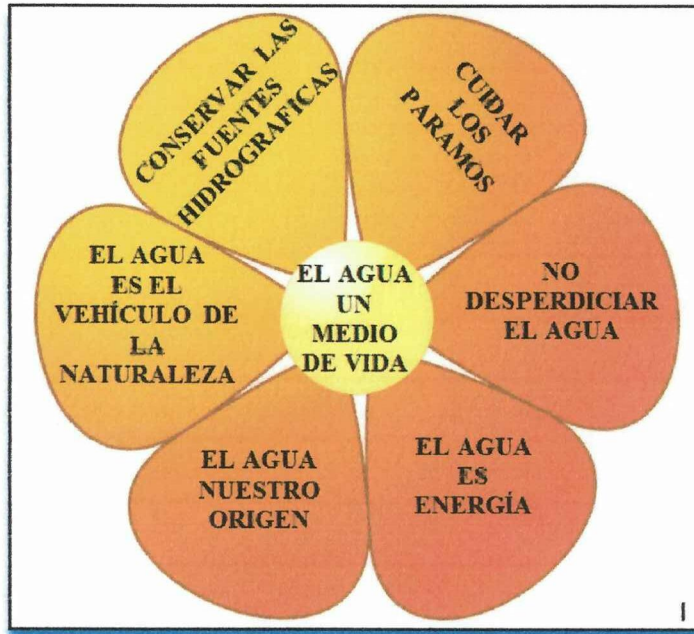 CONSERVAR LAS
FUENTES
HIDROGRAFICAS
CUIDAR
LOS
PARAMOS
EL AGUA
ES EL
VEHÍCULO DE
LA
NATURALEZA
EL AGUA
UN
MEDIO
DE VIDA
NO
DESPERDICIAR
EL AGUA
EL AGUA
NUESTRO
ORIGEN
EL AGUA
ES
ENERGÍA